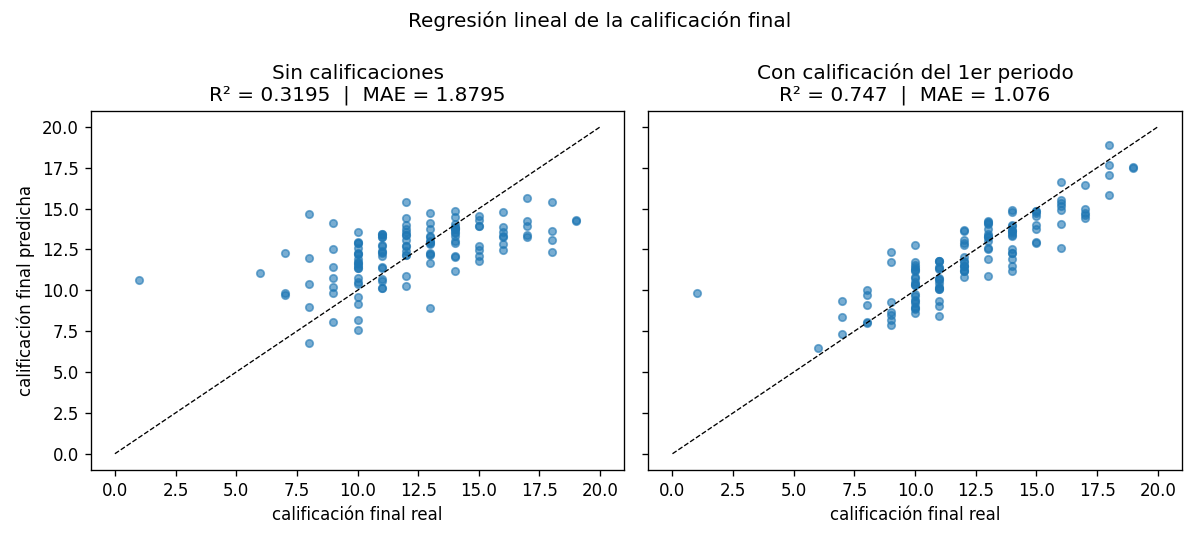 Regresión lineal de la calificación final
Sin calificaciones
R² = 0.3195 | MAE = 1.8795
calificación final predicha
20.0
17.5
15.0
12.5
10.0
7.5
5.0
2.5
0.0
0.0 2.5 5.0 7.5 10.0 12.5 15.0 17.5 20.0
calificación final real
Con calificación del 1er periodo
R² = 0.747 | MAE = 1.076
0.0 2.5 5.0 7.5 10.0 12.5 15.0 17.5 20.0
calificación final real